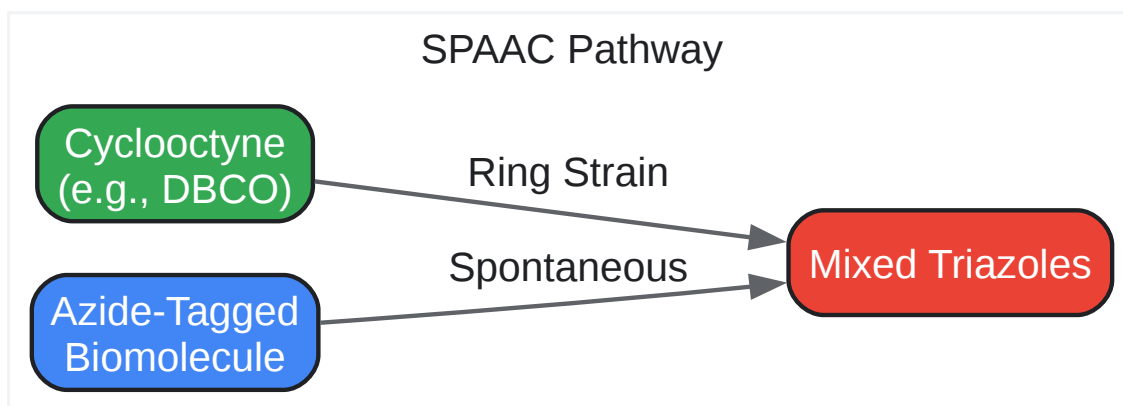 SPAAC Pathway
Cyclooctyne
(e.g., DBCO)
Ring Strain
Spontaneous
Mixed Triazoles
Azide-Tagged
Biomolecule